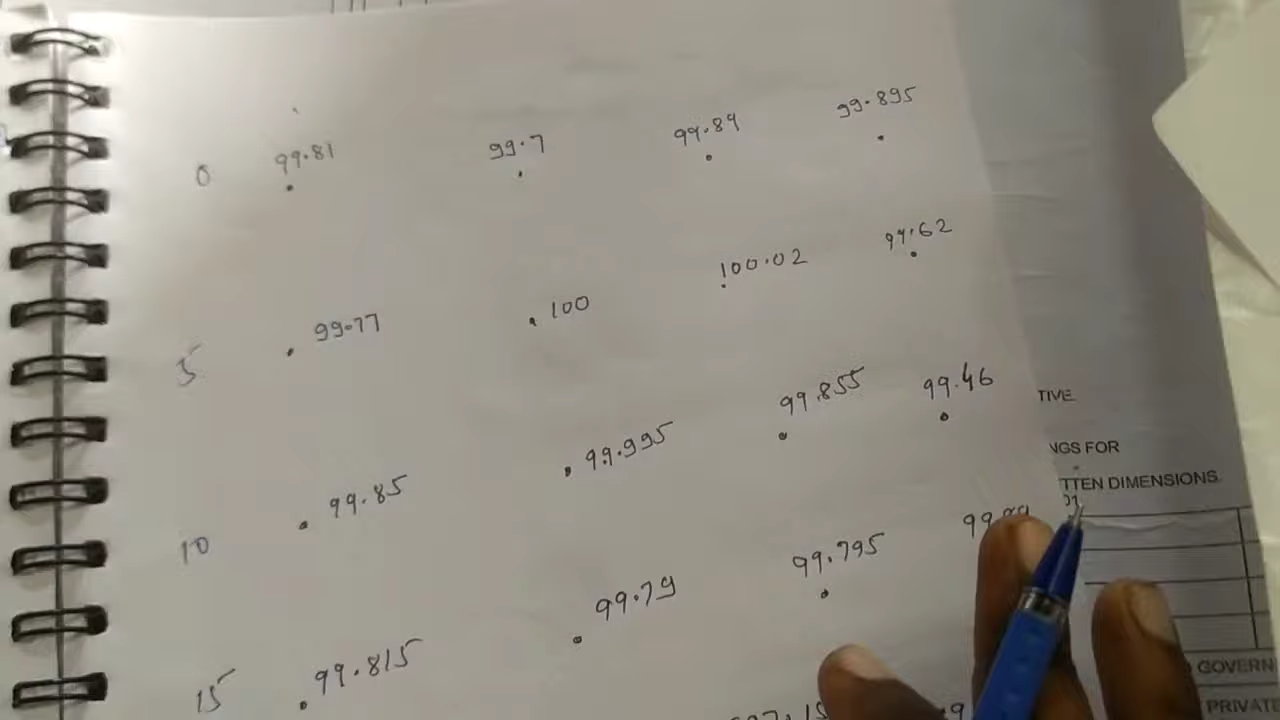 0 99.81 99.7 99.89 99.895
5 99.77 100 100.02 99.62
10 99.85 99.995 99.855 99.46
15 99.815 99.79 99.795
TIVE.
NGS FOR
TTEN DIMENSIONS.
GOVERN
PRIVATE